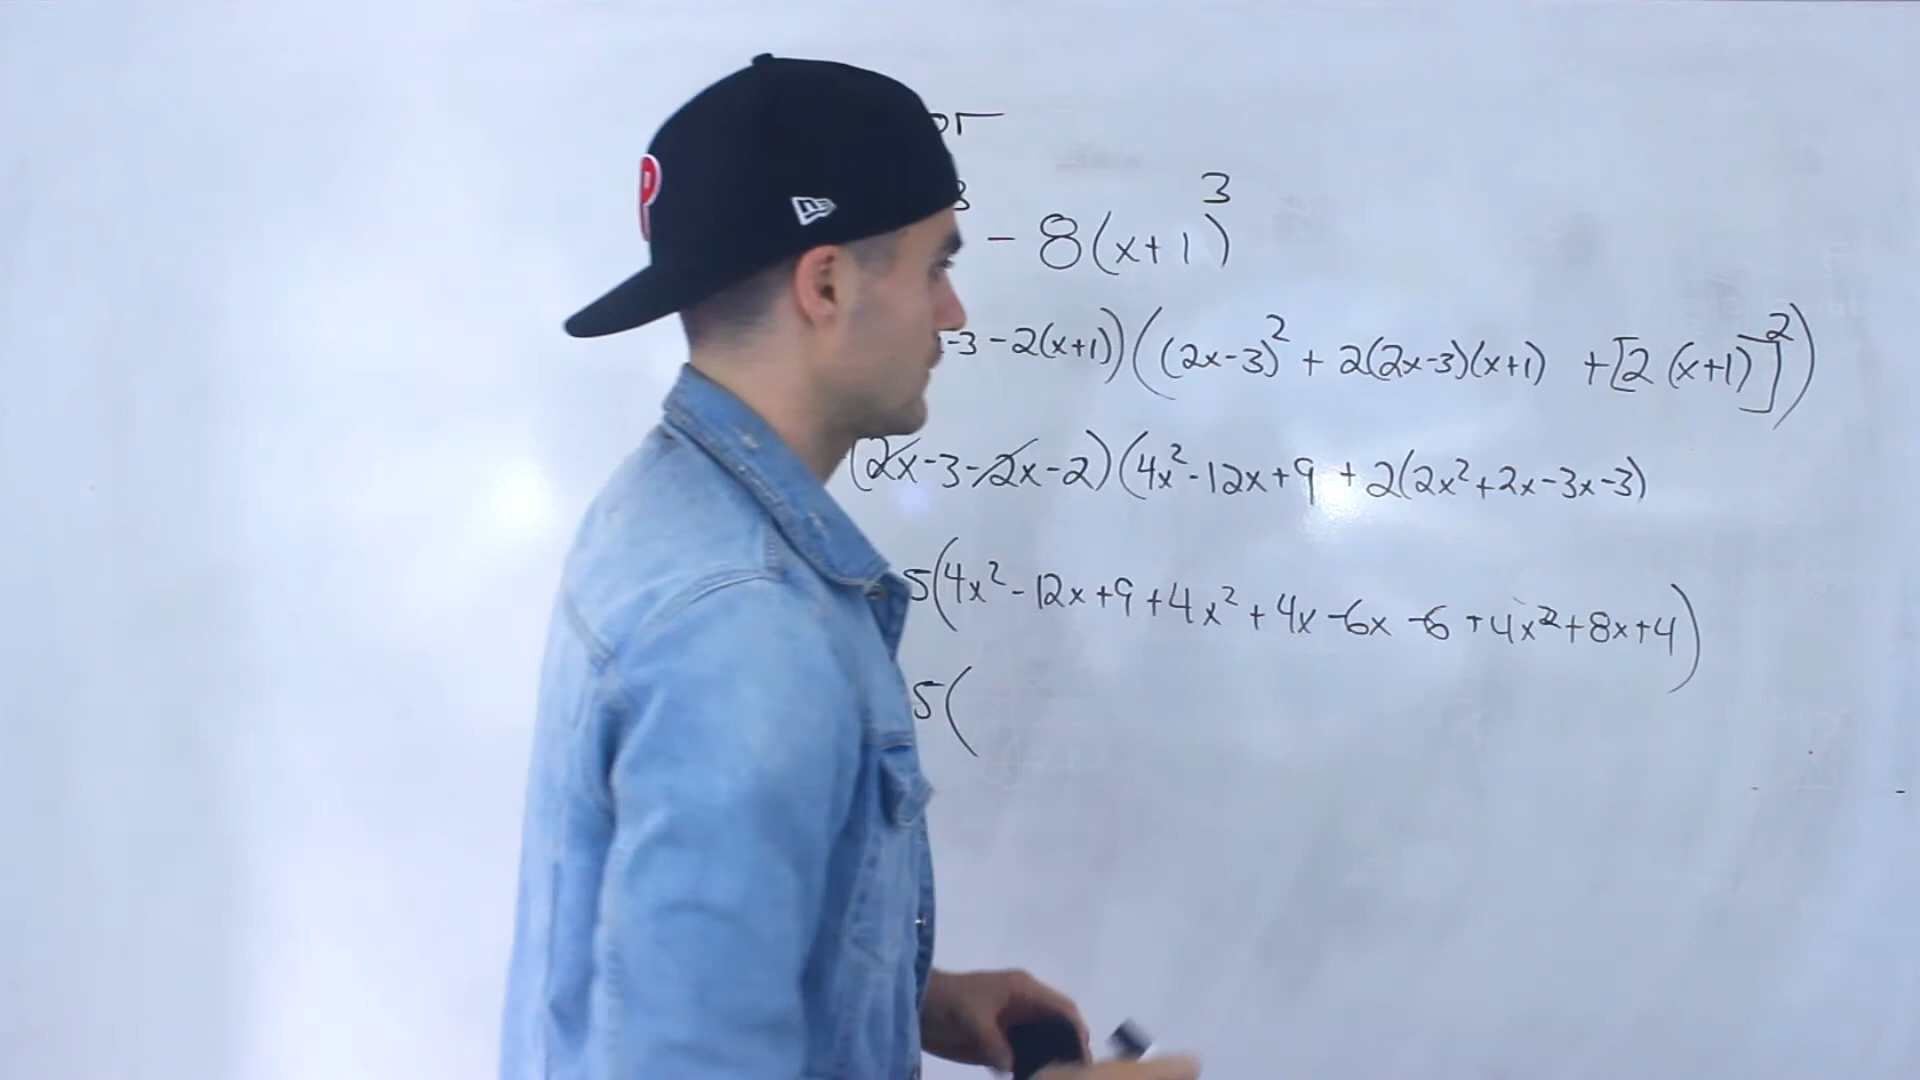 P
or
3
- 8(x+1)³
-3-2(x+1))((2x-3)² + 2(2x-3)(x+1) +[2(x+1)]²)
(2x-3-2x-2)(4x²-12x+9 + 2(2x²+2x-3x-3)
5(4x²-12x+9+4x²+4x-6x-6+4x²+8x+4)
5(